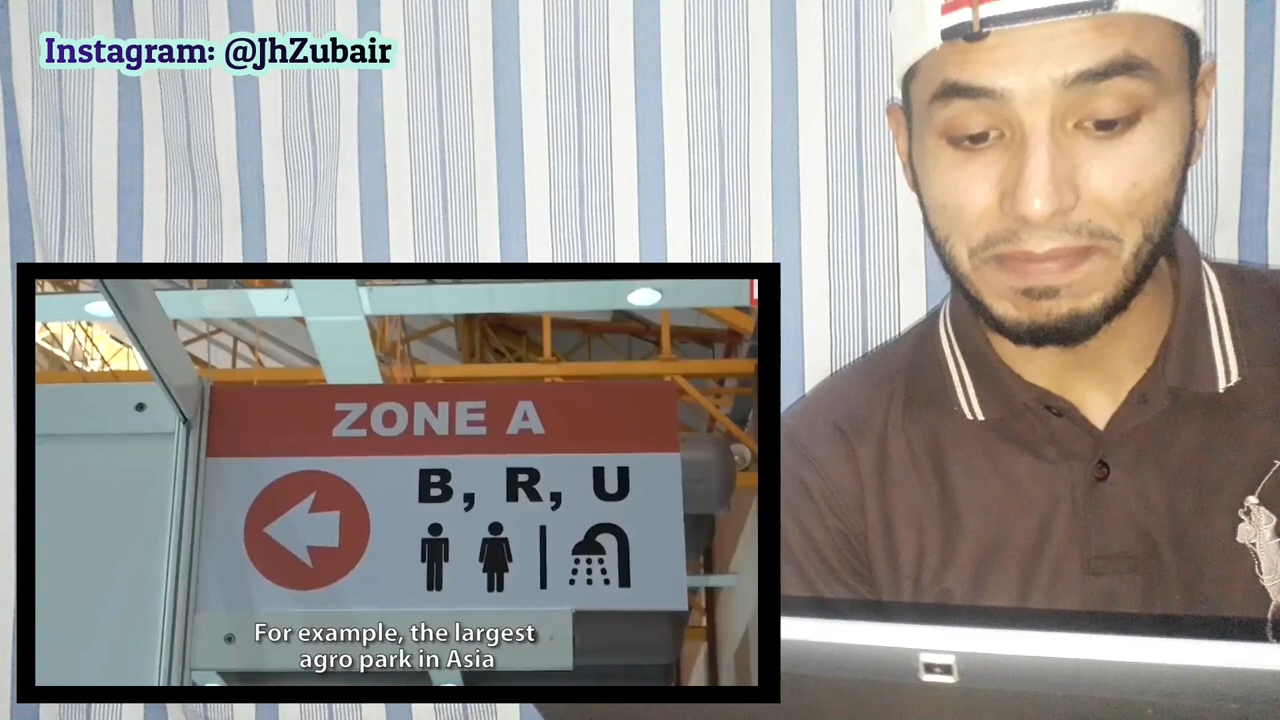 Instagram: @JhZubair
ZONE A
B, R, U
For example, the largest
agro park in Asia